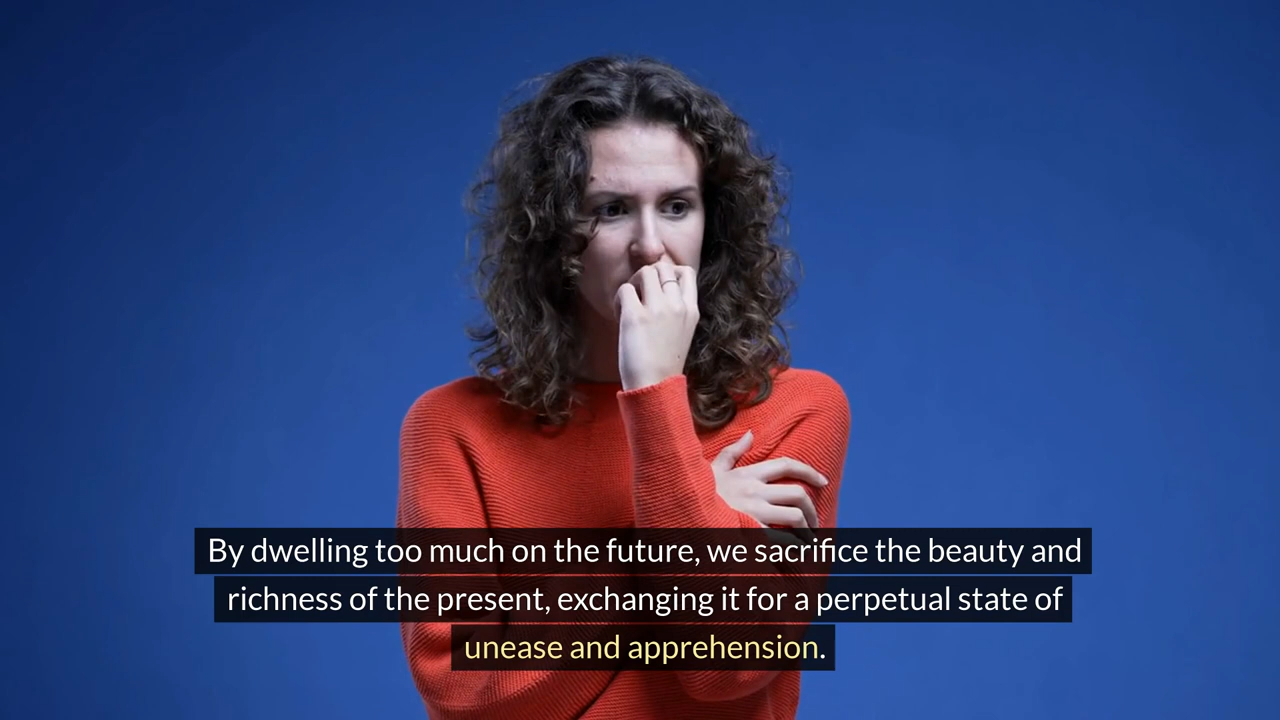 By dwelling too much on the future, we sacrifice the beauty and
richness of the present, exchanging it for a perpetual state of
unease and apprehension.